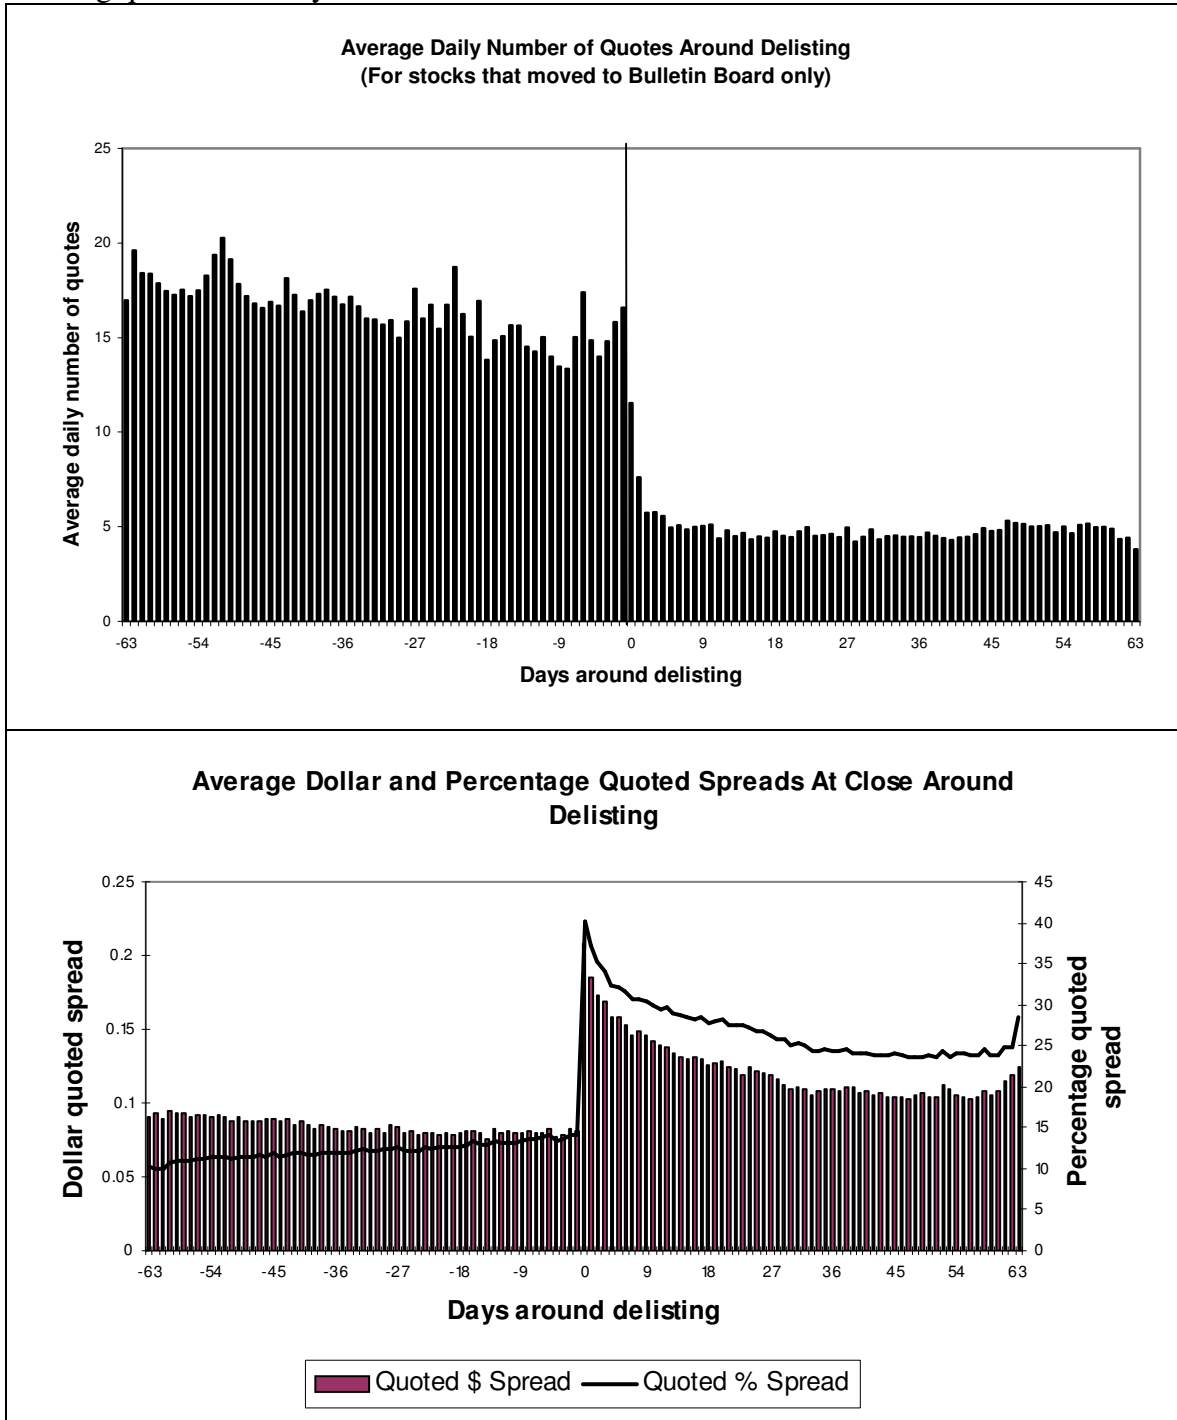 Average Daily Number of Quotes Around Delisting
(For stocks that moved to Bulletin Board only)
25
20
15
10
5
0
Average daily number of quotes
-63 -54 -45 -36 -27 -18 -9 0 9 18 27 36 45 54 63
Days around delisting
Average Dollar and Percentage Quoted Spreads At Close Around
Delisting
0.25
0.2
0.15
0.1
0.05
0
Dollar quoted spread
45
40
35
30
25
20
15
10
5
0
Percentage quoted
spread
-63 -54 -45 -36 -27 -18 -9 0 9 18 27 36 45 54 63
Days around delisting
Quoted $ Spread Quoted % Spread